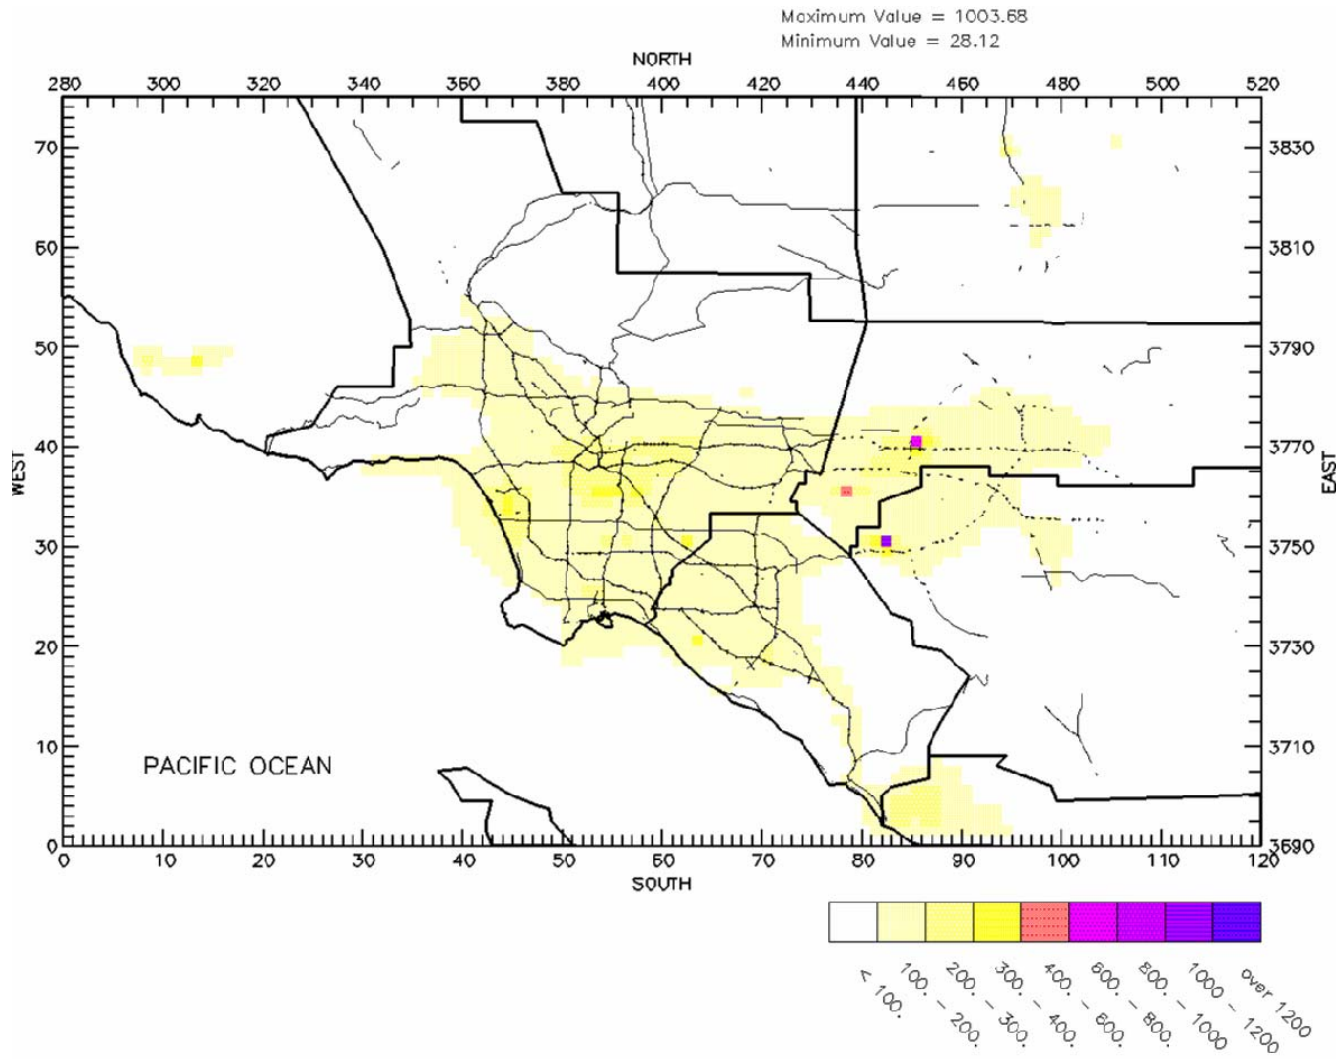 Maximum Value = 1003.68
Minimum Value = 28.12
NORTH
280 300 320 340 360 380 400 420 440 460 480 500 520
70 3830
60 3810
50 3790
40 3770
WEST EAST
30 3750
20 3730
10 3710
PACIFIC OCEAN
0 3690
0 10 20 30 40 50 60 70 80 90 100 110 120
SOUTH
< 100.
100. - 200.
200. - 300.
300. - 400.
400. - 600.
600. - 800.
800. - 1000
1000 - 1200
over 1200